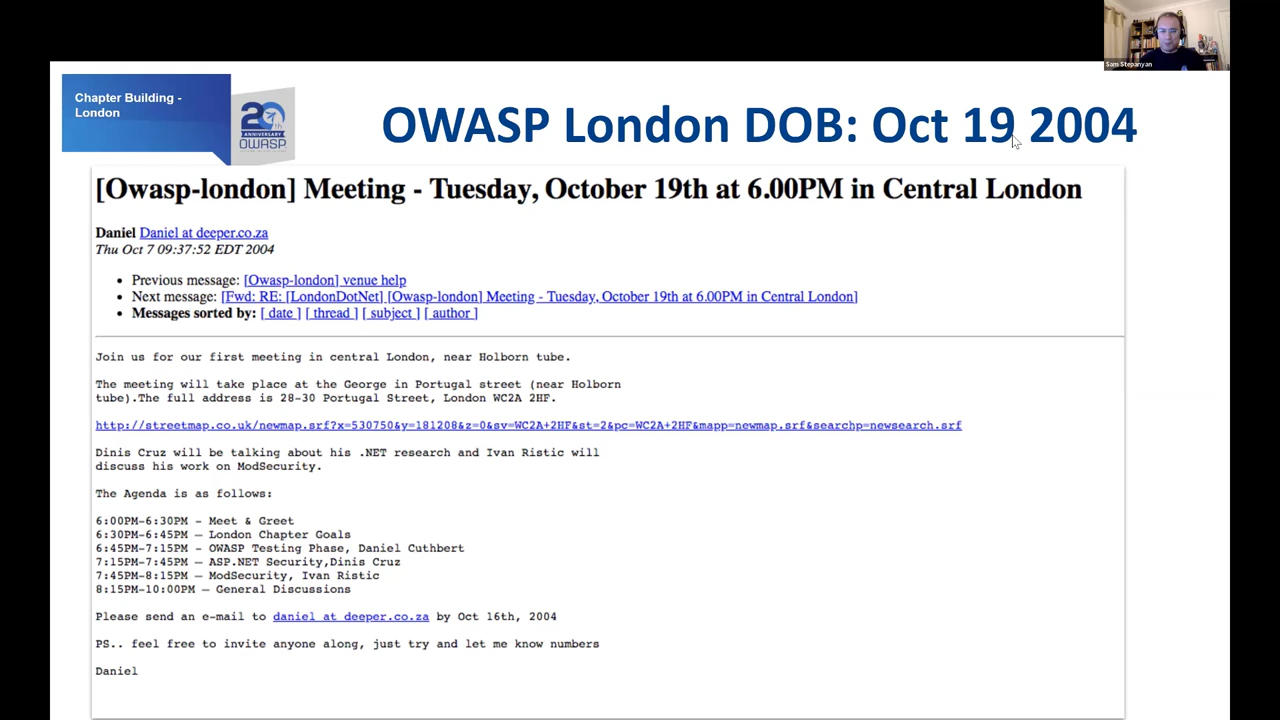 Sam Stepanyan
Chapter Building -
London
20th
ANNIVERSARY
OWASP
OWASP London DOB: Oct 19 2004
[Owasp-london] Meeting - Tuesday, October 19th at 6.00PM in Central London
Daniel Daniel at deeper.co.za
Thu Oct 7 09:37:52 EDT 2004
• Previous message: [Owasp-london] venue help
• Next message: [Fwd: RE: [LondonDotNet] [Owasp-london] Meeting - Tuesday, October 19th at 6.00PM in Central London]
• Messages sorted by: [ date ] [ thread ] [ subject ] [ author ]
Join us for our first meeting in central London, near Holborn tube.
The meeting will take place at the George in Portugal street (near Holborn
tube).The full address is 28-30 Portugal Street, London WC2A 2HF.
http://streetmap.co.uk/newmap.srf?x=530750&y=181208&z=0&sv=WC2A+2HF&st=2&pc=WC2A+2HF&mapp=newmap.srf&searchp=newsearch.srf
Dinis Cruz will be talking about his .NET research and Ivan Ristic will
discuss his work on ModSecurity.
The Agenda is as follows:
6:00PM-6:30PM - Meet & Greet
6:30PM-6:45PM – London Chapter Goals
6:45PM-7:15PM - OWASP Testing Phase, Daniel Cuthbert
7:15PM-7:45PM – ASP.NET Security,Dinis Cruz
7:45PM-8:15PM – ModSecurity, Ivan Ristic
8:15PM-10:00PM – General Discussions
Please send an e-mail to daniel at deeper.co.za by Oct 16th, 2004
PS.. feel free to invite anyone along, just try and let me know numbers
Daniel